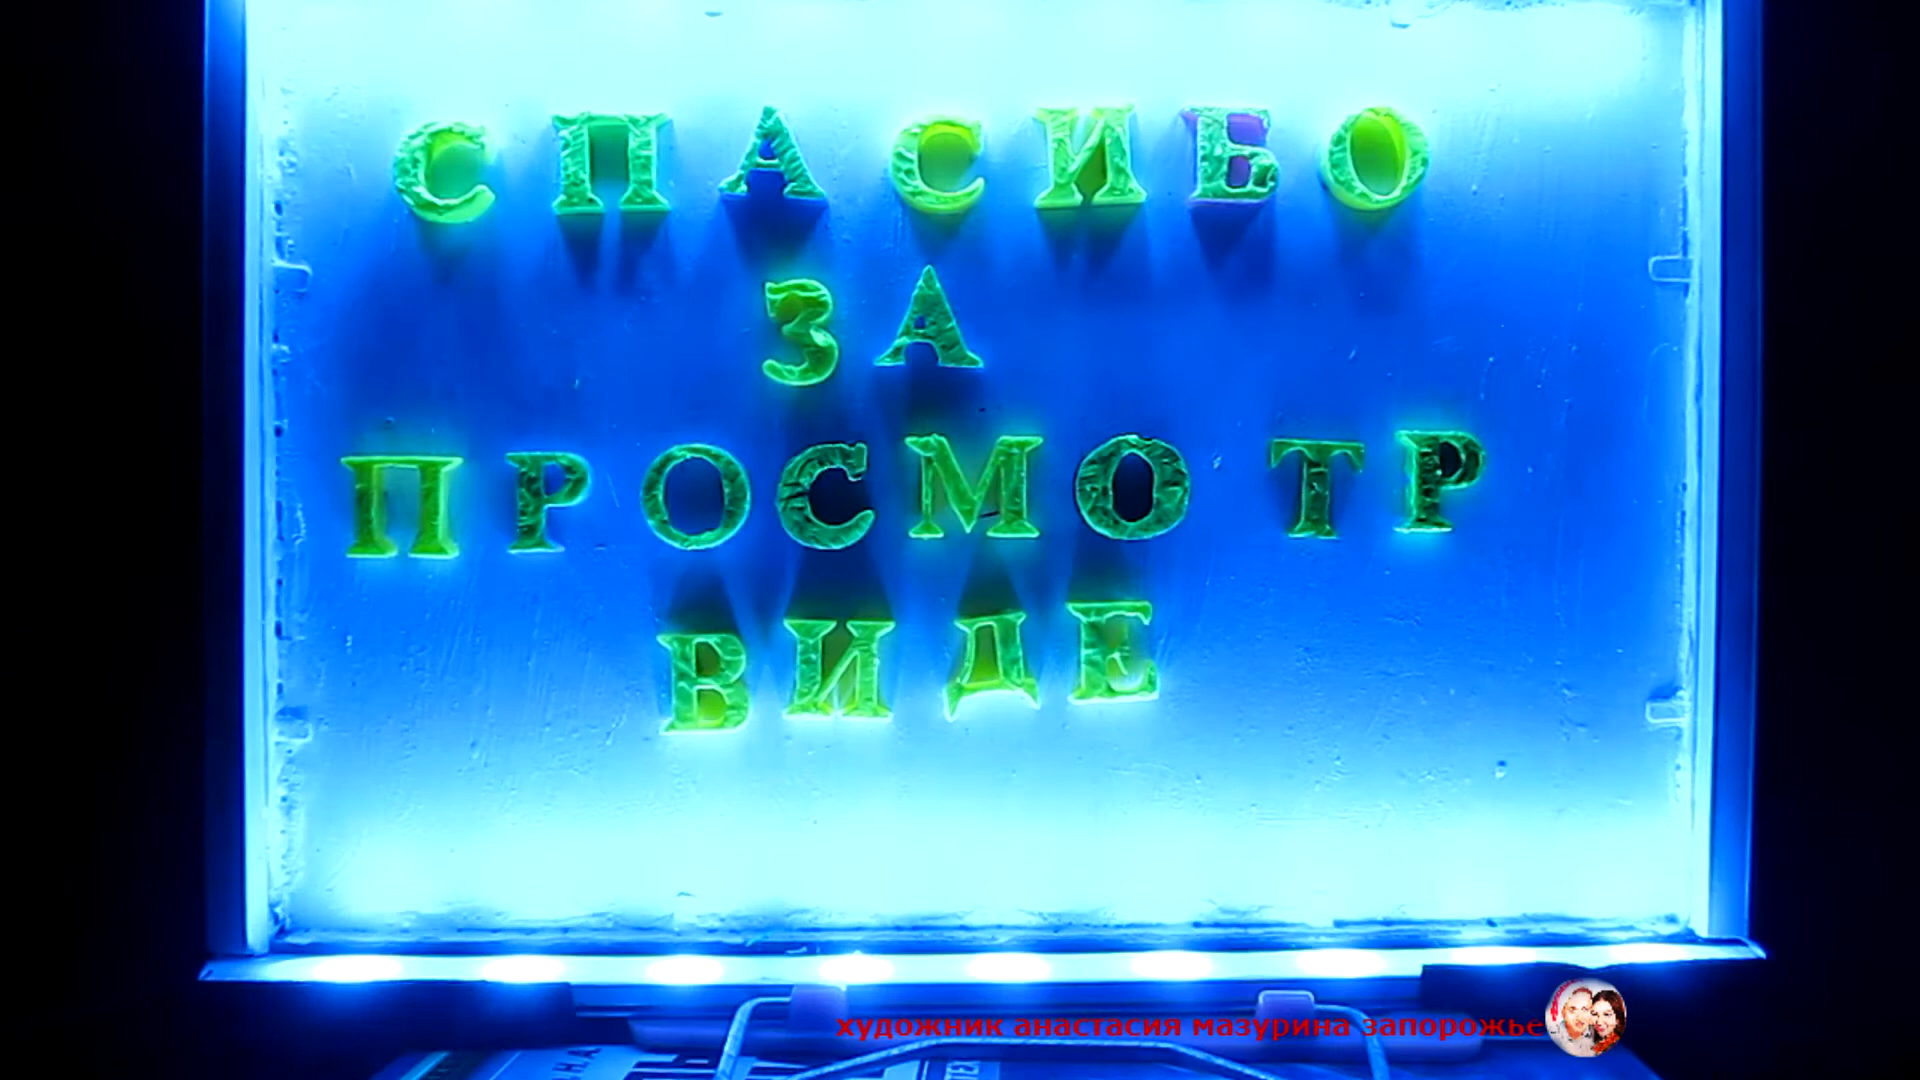 СПАСИБО
ЗА
ПРОСМОТР
ВИДЕ
художник анастасия мазурина запорожье